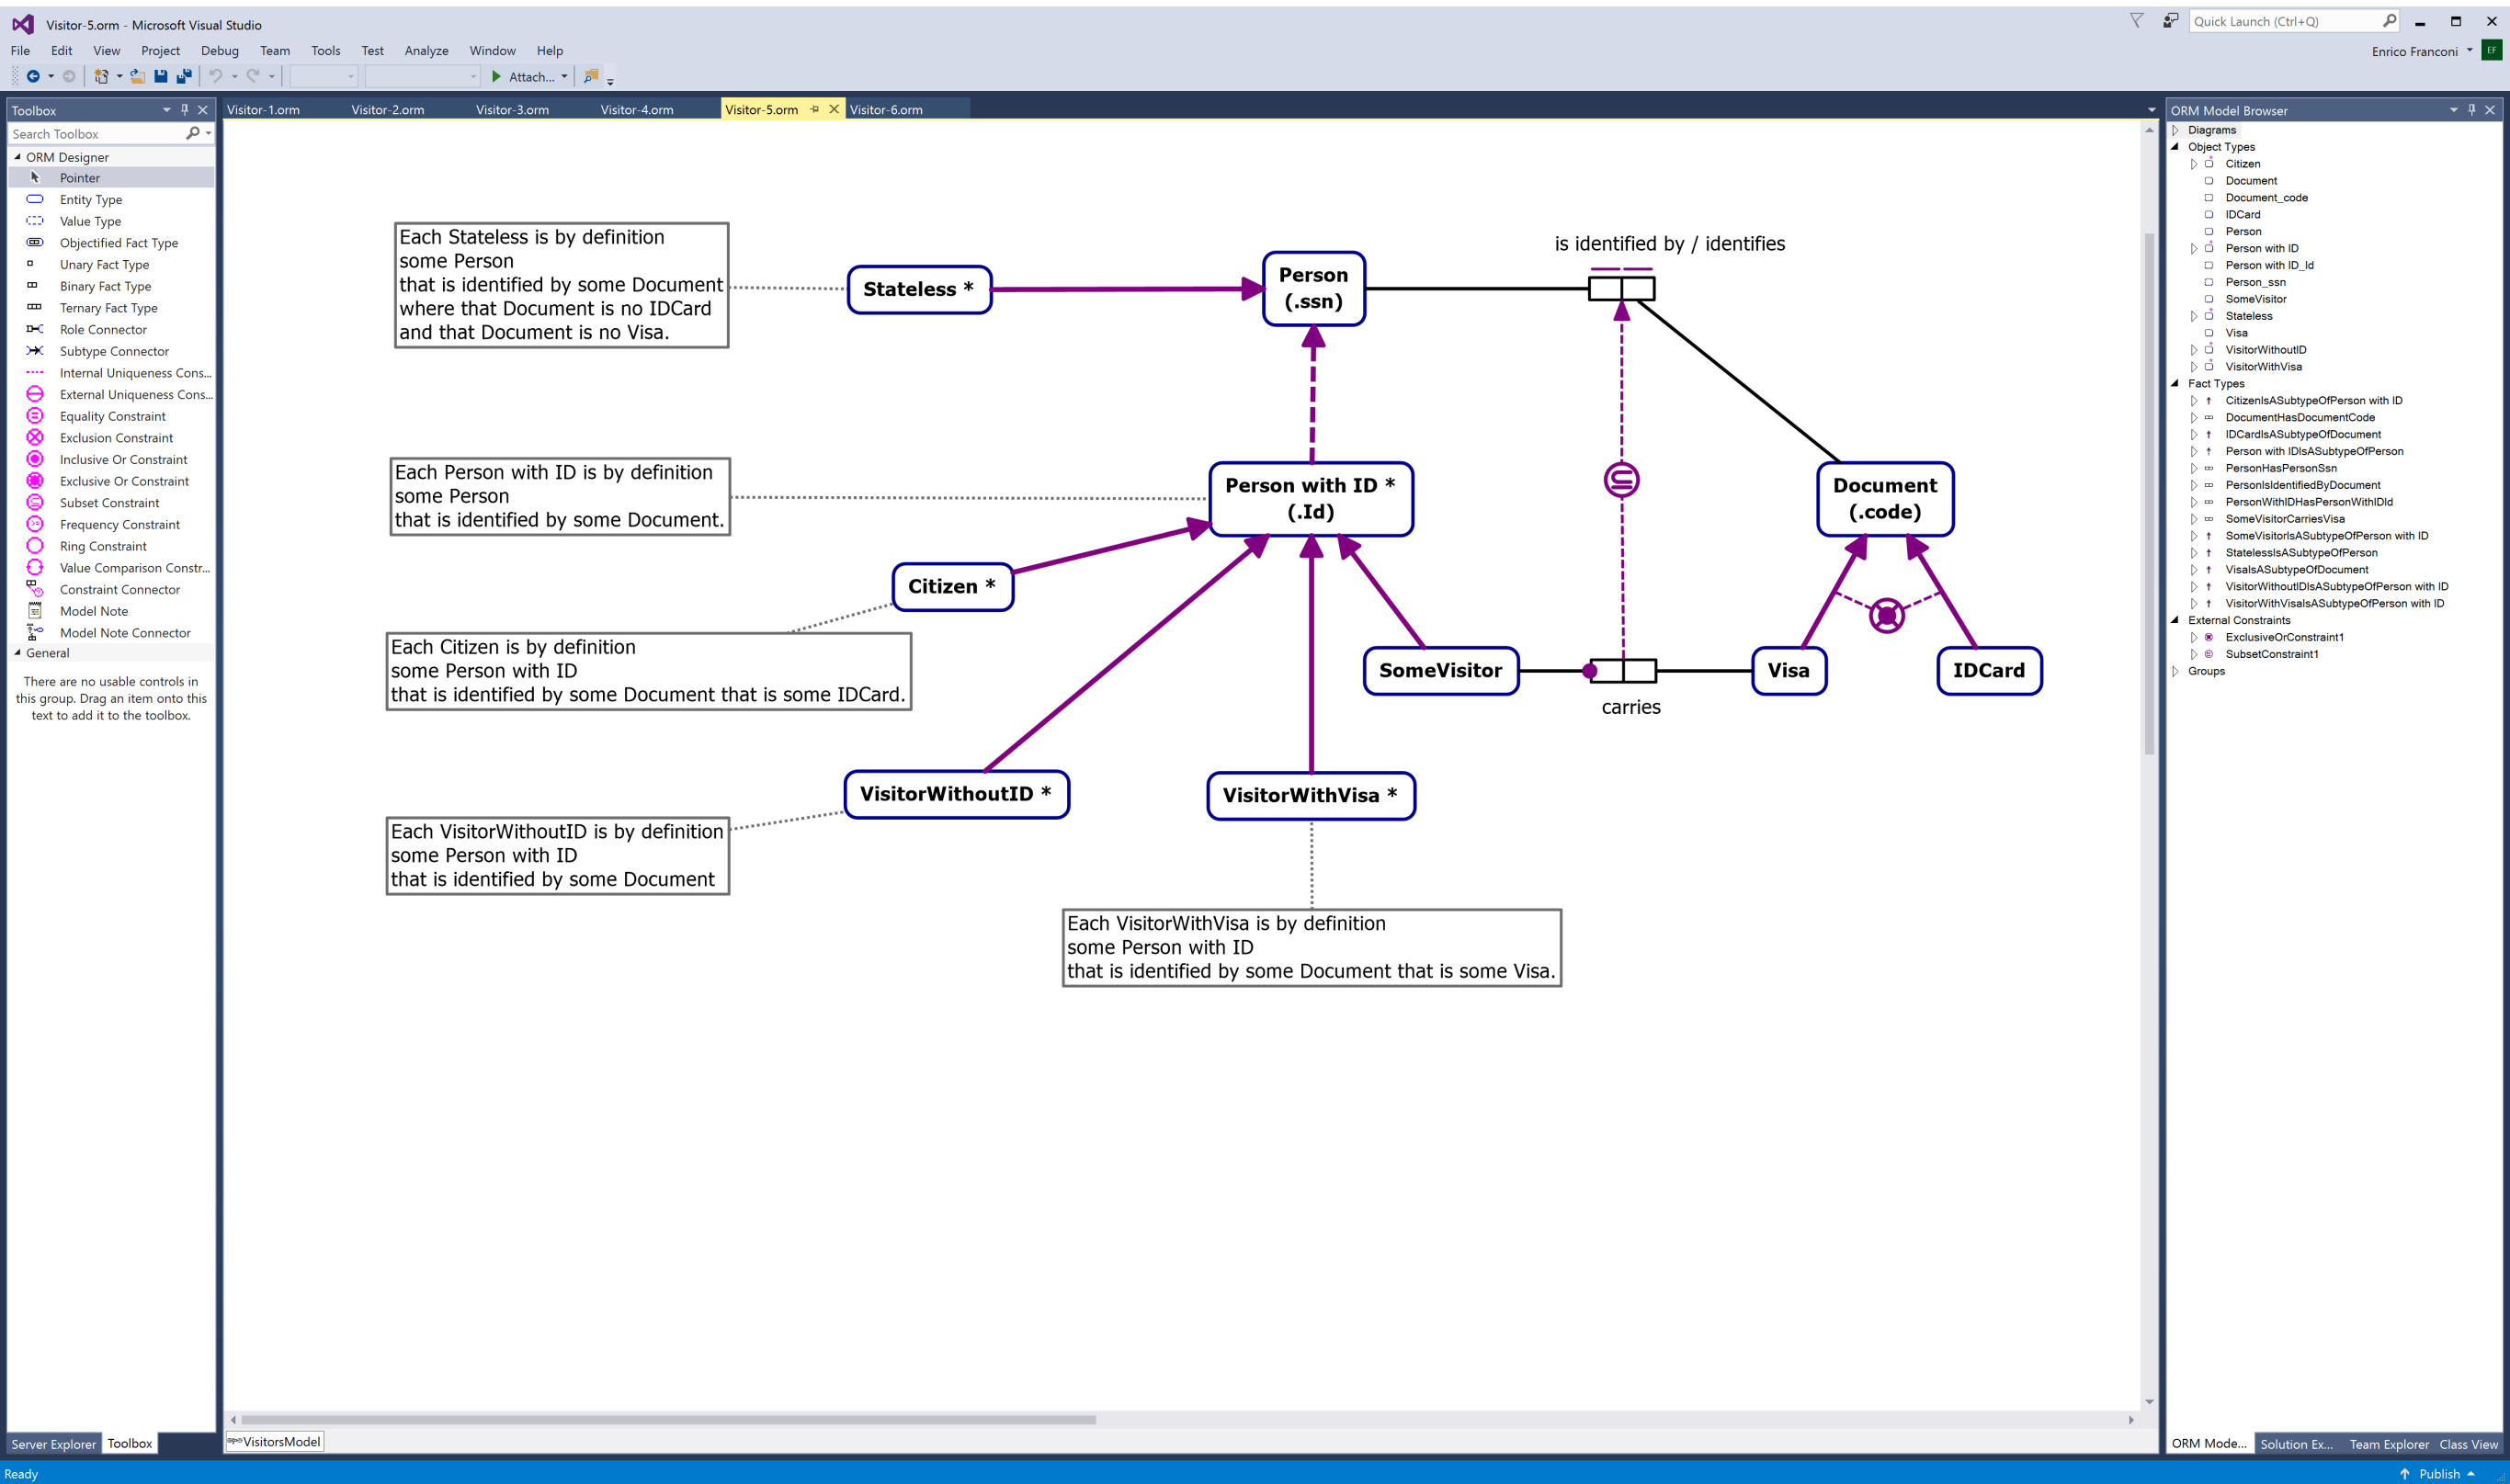 Visitor-5.orm - Microsoft Visual Studio
Quick Launch (Ctrl+Q)
File Edit View Project Debug Team Tools Test Analyze Window Help
Enrico Franconi EF
Attach...
Toolbox
Search Toolbox
ORM Designer
Pointer
Entity Type
Value Type
Objectified Fact Type
Unary Fact Type
Binary Fact Type
Ternary Fact Type
Role Connector
Subtype Connector
Internal Uniqueness Cons...
External Uniqueness Cons...
Equality Constraint
Exclusion Constraint
Inclusive Or Constraint
Exclusive Or Constraint
Subset Constraint
Frequency Constraint
Ring Constraint
Value Comparison Constr...
Constraint Connector
Model Note
Model Note Connector
General
There are no usable controls in
this group. Drag an item onto this
text to add it to the toolbox.
Server Explorer Toolbox
Visitor-1.orm Visitor-2.orm Visitor-3.orm Visitor-4.orm Visitor-5.orm Visitor-6.orm
Each Stateless is by definition
some Person
that is identified by some Document
where that Document is no IDCard
and that Document is no Visa.
Stateless *
Person
(.ssn)
is identified by / identifies
Each Person with ID is by definition
some Person
that is identified by some Document.
Person with ID *
(.Id)
Document
(.code)
Citizen *
Each Citizen is by definition
some Person with ID
that is identified by some Document that is some IDCard.
SomeVisitor
carries
Visa
IDCard
VisitorWithoutID *
VisitorWithVisa *
Each VisitorWithoutID is by definition
some Person with ID
that is identified by some Document
Each VisitorWithVisa is by definition
some Person with ID
that is identified by some Document that is some Visa.
VisitorsModel
ORM Model Browser
Diagrams
Object Types
Citizen
Document
Document_code
IDCard
Person
Person with ID
Person with ID_Id
Person_ssn
SomeVisitor
Stateless
Visa
VisitorWithoutID
VisitorWithVisa
Fact Types
CitizenIsASubtypeOfPerson with ID
DocumentHasDocumentCode
IDCardIsASubtypeOfDocument
Person with IDIsASubtypeOfPerson
PersonHasPersonSsn
PersonIsIdentifiedByDocument
PersonWithIDHasPersonWithIDId
SomeVisitorCarriesVisa
SomeVisitorIsASubtypeOfPerson with ID
StatelessIsASubtypeOfPerson
VisaIsASubtypeOfDocument
VisitorWithoutIDIsASubtypeOfPerson with ID
VisitorWithVisaIsASubtypeOfPerson with ID
External Constraints
ExclusiveOrConstraint1
SubsetConstraint1
Groups
ORM Mode... Solution Ex... Team Explorer Class View
Ready
Publish